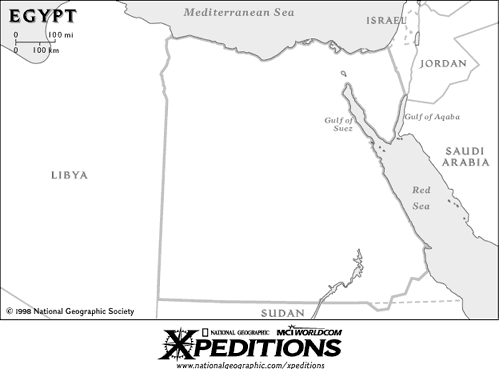 EGYPT
0 100 mi
0 100 km
Mediterranean Sea
ISRAEL
JORDAN
Gulf of
Suez
Gulf of Aqaba
SAUDI
ARABIA
LIBYA
Red
Sea
SUDAN
© 1998 National Geographic Society
NATIONAL GEOGRAPHIC MCI WORLDCOM
XPEDITIONS
www.nationalgeographic.com/xpeditions